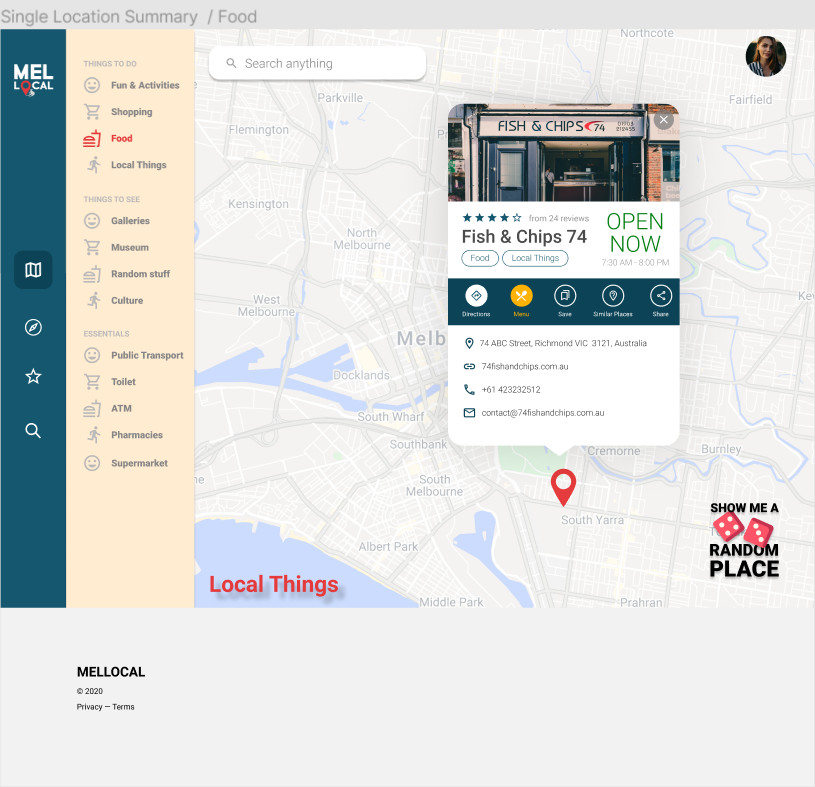 Single Location Summary / Food
MEL
LOCAL
THINGS TO DO
Fun & Activities
Shopping
Food
Local Things
THINGS TO SEE
Galleries
Museum
Random stuff
Culture
ESSENTIALS
Public Transport
Toilet
ATM
Pharmacies
Supermarket
Search anything
Northcote
Parkville
Fairfield
Flemington
Kensington
North
Melbourne
West
Melbourne
Melb
Docklands
South Wharf
Southbank
South
Melbourne
Albert Park
Middle Park
Cremorne
Burnley
South Yarra
Prahran
Kew
FISH & CHIPS 74
OPEN
NOW
7:30 AM - 8:00 PM
from 24 reviews
Fish & Chips 74
Food
Local Things
Directions
Menu
Save
Similar Places
Share
74 ABC Street, Richmond VIC 3121, Australia
74fishandchips.com.au
+61 423232512
contact@74fishandchips.com.au
SHOW ME A
RANDOM
PLACE
Local Things
MELLOCAL
© 2020
Privacy — Terms